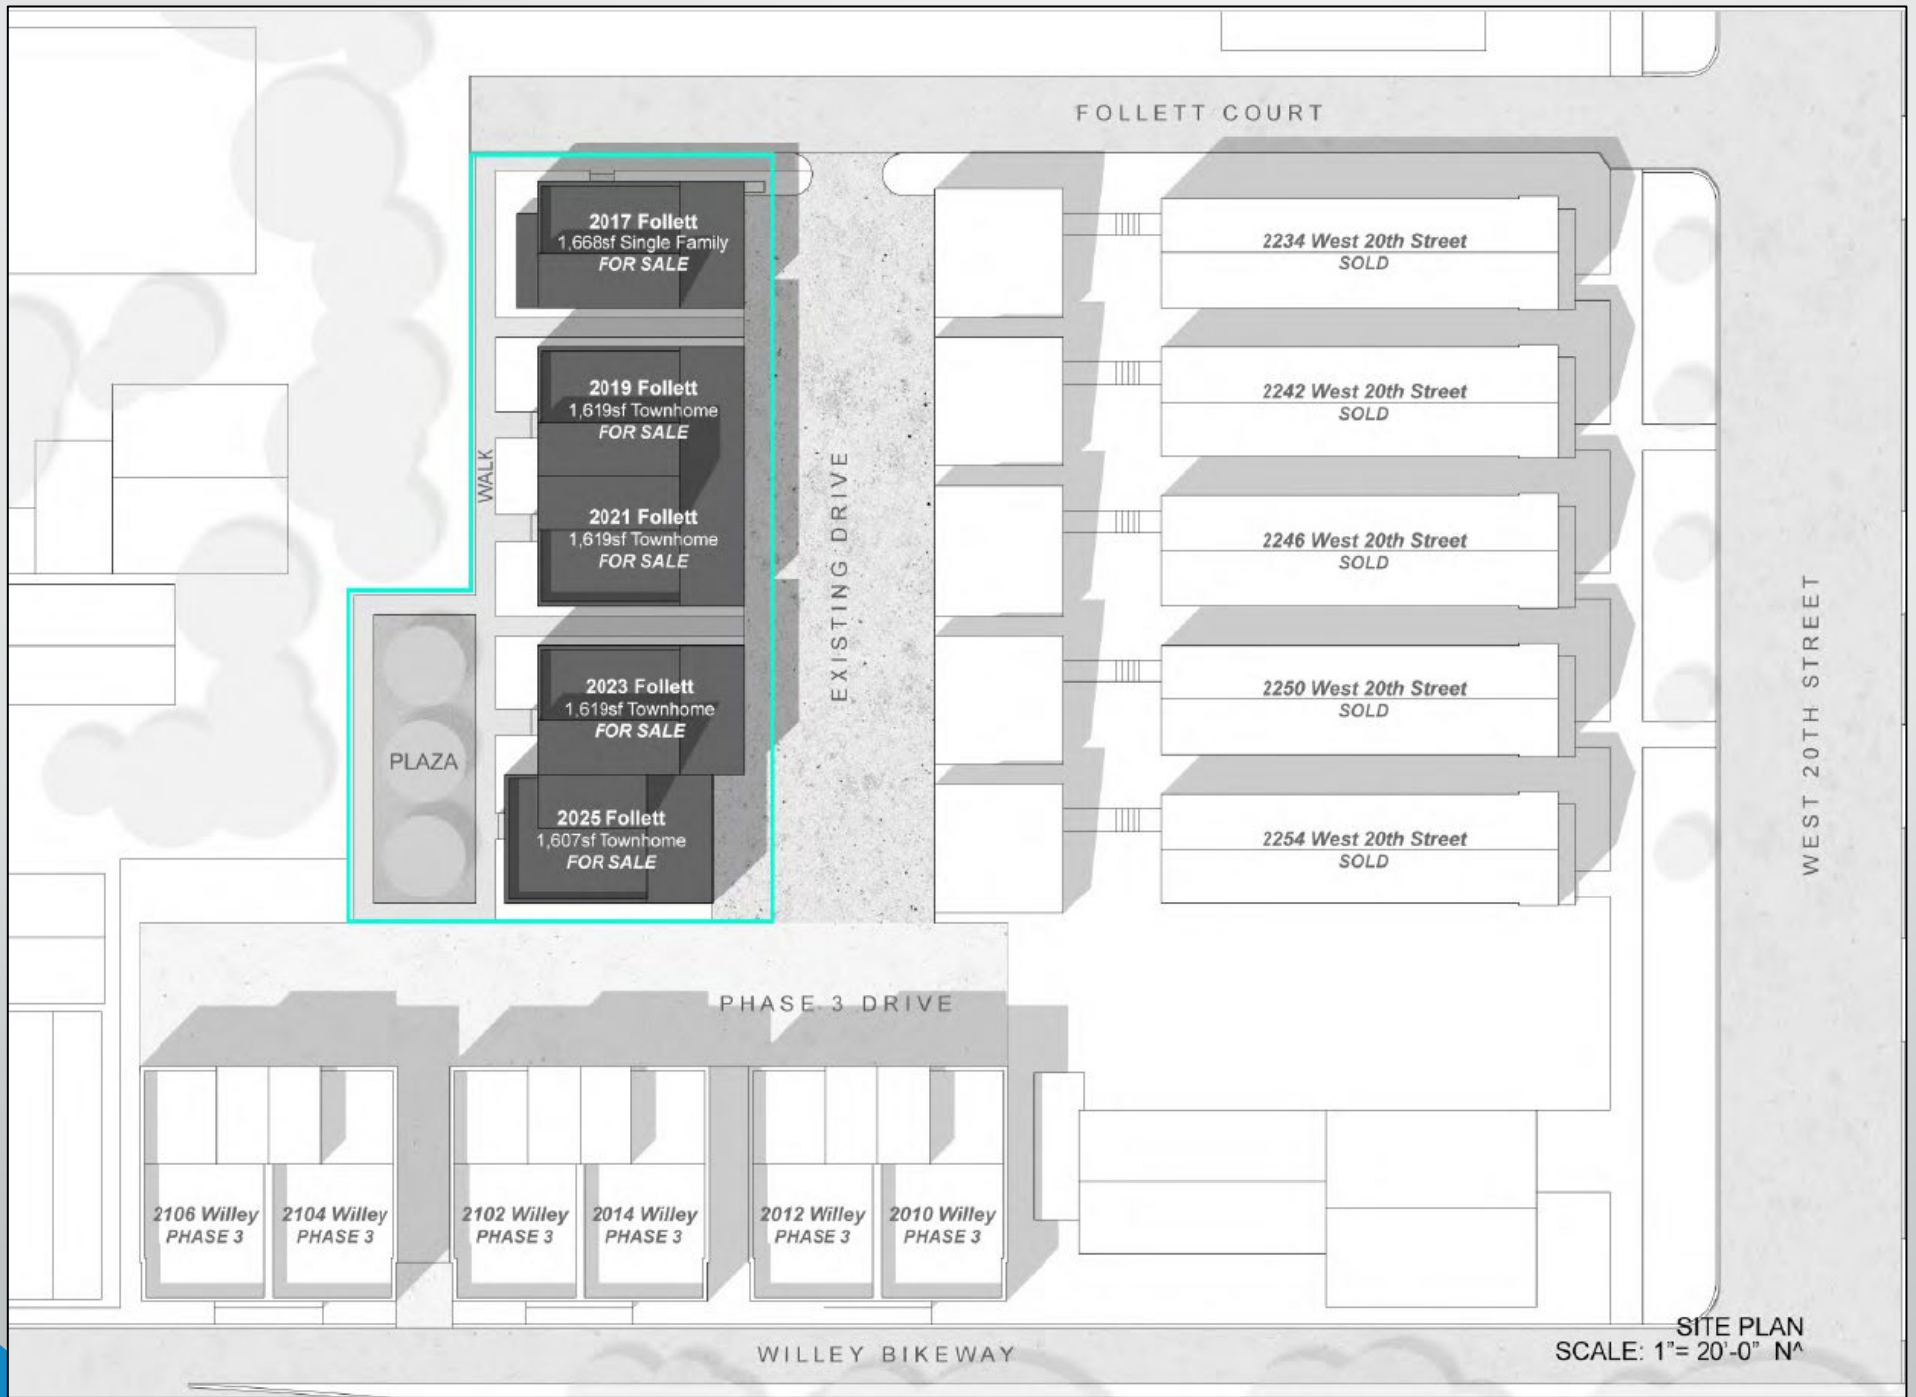 FOLLETT COURT
2017 Follett
1,668sf Single Family
FOR SALE
2234 West 20th Street
SOLD
2019 Follett
1,619sf Townhome
FOR SALE
2242 West 20th Street
SOLD
WALK
2021 Follett
1,619sf Townhome
FOR SALE
EXISTING DRIVE
2246 West 20th Street
SOLD
2023 Follett
1,619sf Townhome
FOR SALE
2250 West 20th Street
SOLD
WEST 20TH STREET
PLAZA
2025 Follett
1,607sf Townhome
FOR SALE
2254 West 20th Street
SOLD
PHASE 3 DRIVE
2106 Willey
PHASE 3
2104 Willey
PHASE 3
2102 Willey
PHASE 3
2014 Willey
PHASE 3
2012 Willey
PHASE 3
2010 Willey
PHASE 3
WILLEY BIKEWAY
SITE PLAN
SCALE: 1"= 20'-0" N^